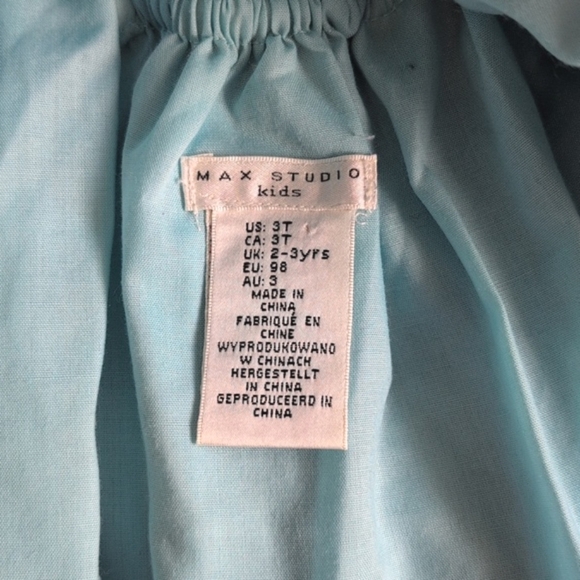 MAX STUDIO
kids
US: 3T
CA: 3T
UK: 2-3yrs
EU: 98
AU: 3
MADE IN
CHINA
FABRIQUÉ EN
CHINE
WYPRODUKOWANO
W CHINACH
HERGESTELLT
IN CHINA
GEPRODUCEERD IN
CHINA